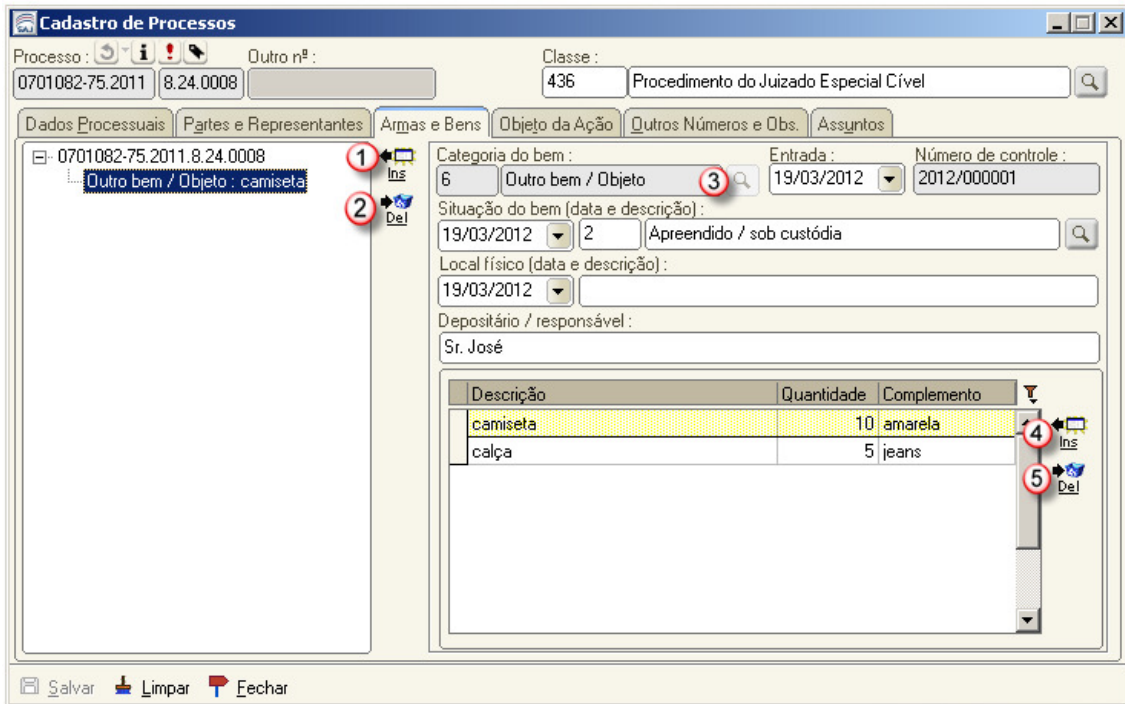 Cadastro de Processos
Processo : Outro nº : Classe :
0701082-75.2011 8.24.0008 436 Procedimento do Juizado Especial Cível
Dados Processuais Partes e Representantes Armas e Bens Objeto da Ação Outros Números e Obs. Assuntos
0701082-75.2011.8.24.0008
Outro bem / Objeto : camiseta
1 Ins
2 Del
Categoria do bem : Entrada : Número de controle :
6 Outro bem / Objeto 3 19/03/2012 2012/000001
Situação do bem (data e descrição) :
19/03/2012 2 Apreendido / sob custódia
Local físico (data e descrição) :
19/03/2012
Depositário / responsável :
Sr. José
Descrição Quantidade Complemento
camiseta 10 amarela
calça 5 jeans
4 Ins
5 Del
Salvar Limpar Fechar